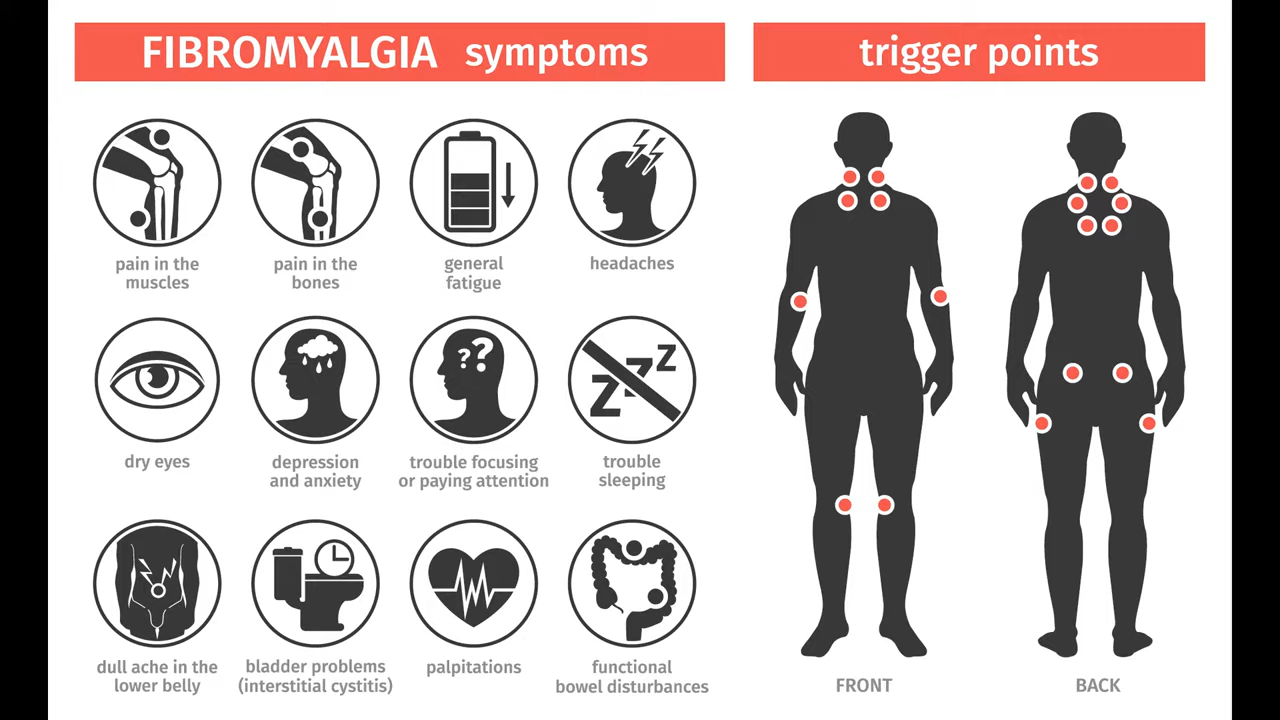 FIBROMYALGIA symptoms
trigger points
pain in the
muscles
pain in the
bones
general
fatigue
headaches
dry eyes
depression
and anxiety
trouble focusing
or paying attention
trouble
sleeping
dull ache in the
lower belly
bladder problems
(interstitial cystitis)
palpitations
functional
bowel disturbances
FRONT
BACK